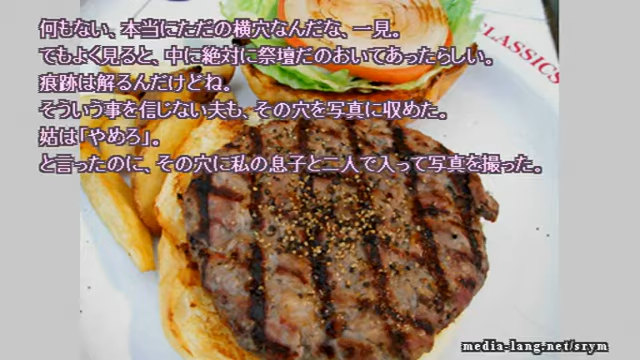 何もない、本当にただの横穴なんだな、一見。
でもよく見ると、中に絶対に祭壇だのおいてあったらしい。
痕跡は解るんだけどね。
そういう事を信じない夫も、その穴を写真に収めた。
姑は「やめろ」。
と言ったのに、その穴に私の息子と二人で入って写真を撮った。
CLASSICS
media-lang.net/srym